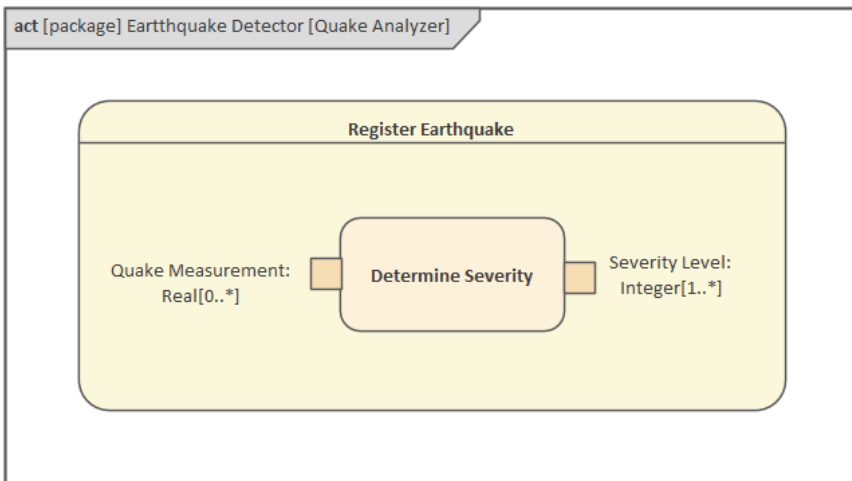 act [package] Eartthquake Detector [Quake Analyzer]
Register Earthquake
Quake Measurement:
Real[0..*]
Determine Severity
Severity Level:
Integer[1..*]